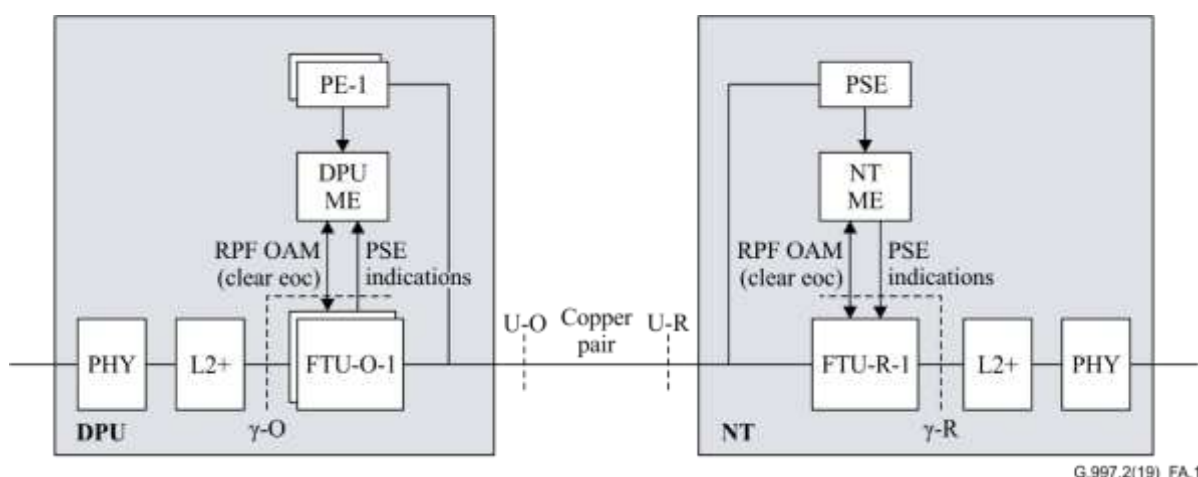 PE-1
PSE
DPU
ME
NT
ME
RPF OAM
(clear eoc)
PSE
indications
RPF OAM
(clear eoc)
PSE
indications
U-O
Copper
pair
U-R
PHY
L2+
FTU-O-1
FTU-R-1
L2+
PHY
DPU
γ-O
NT
γ-R
G.997.2(19)_FA.1